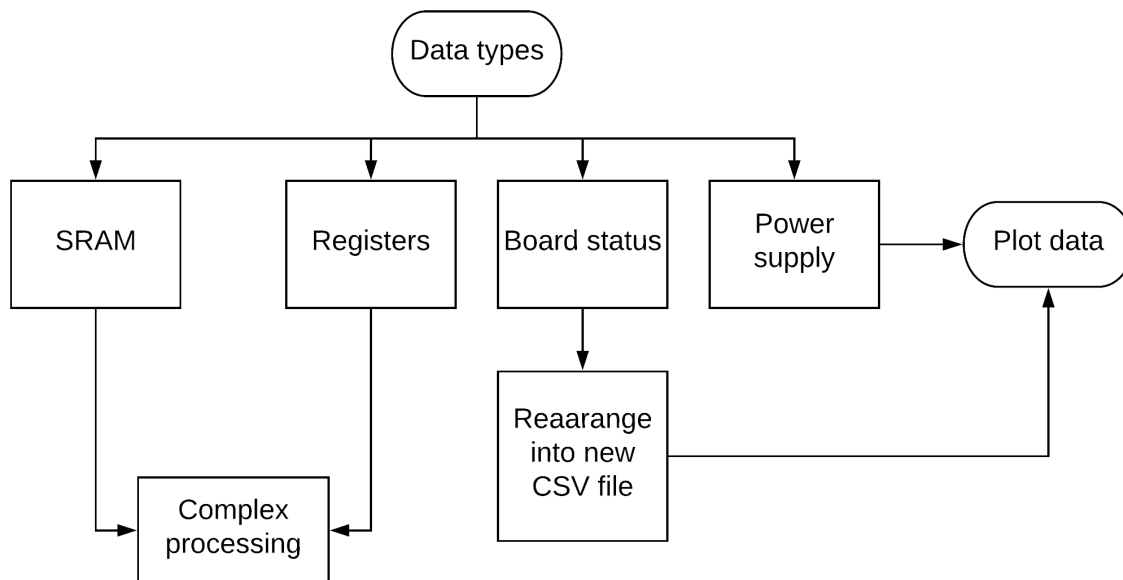 Data types
SRAM
Registers
Board status
Power
supply
Plot data
Reaarange
into new
CSV file
Complex
processing